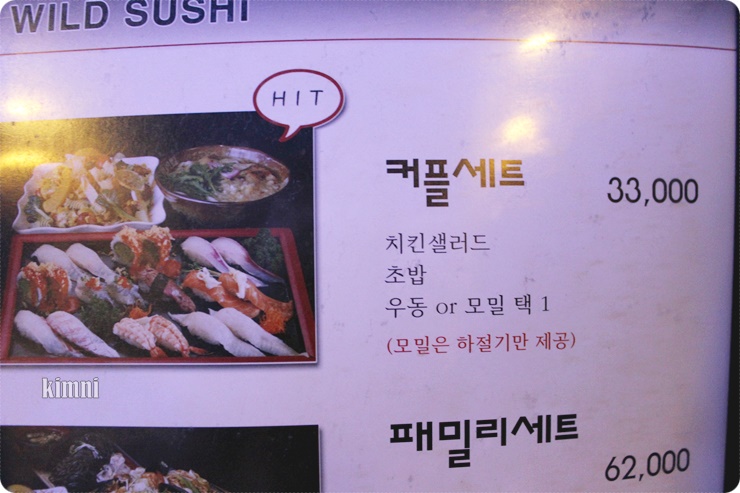 WILD SUSHI
HIT
커플세트 33,000
치킨샐러드
초밥
우동 or 모밀 택 1
(모밀은 하절기만 제공)
kimni
패밀리세트 62,000